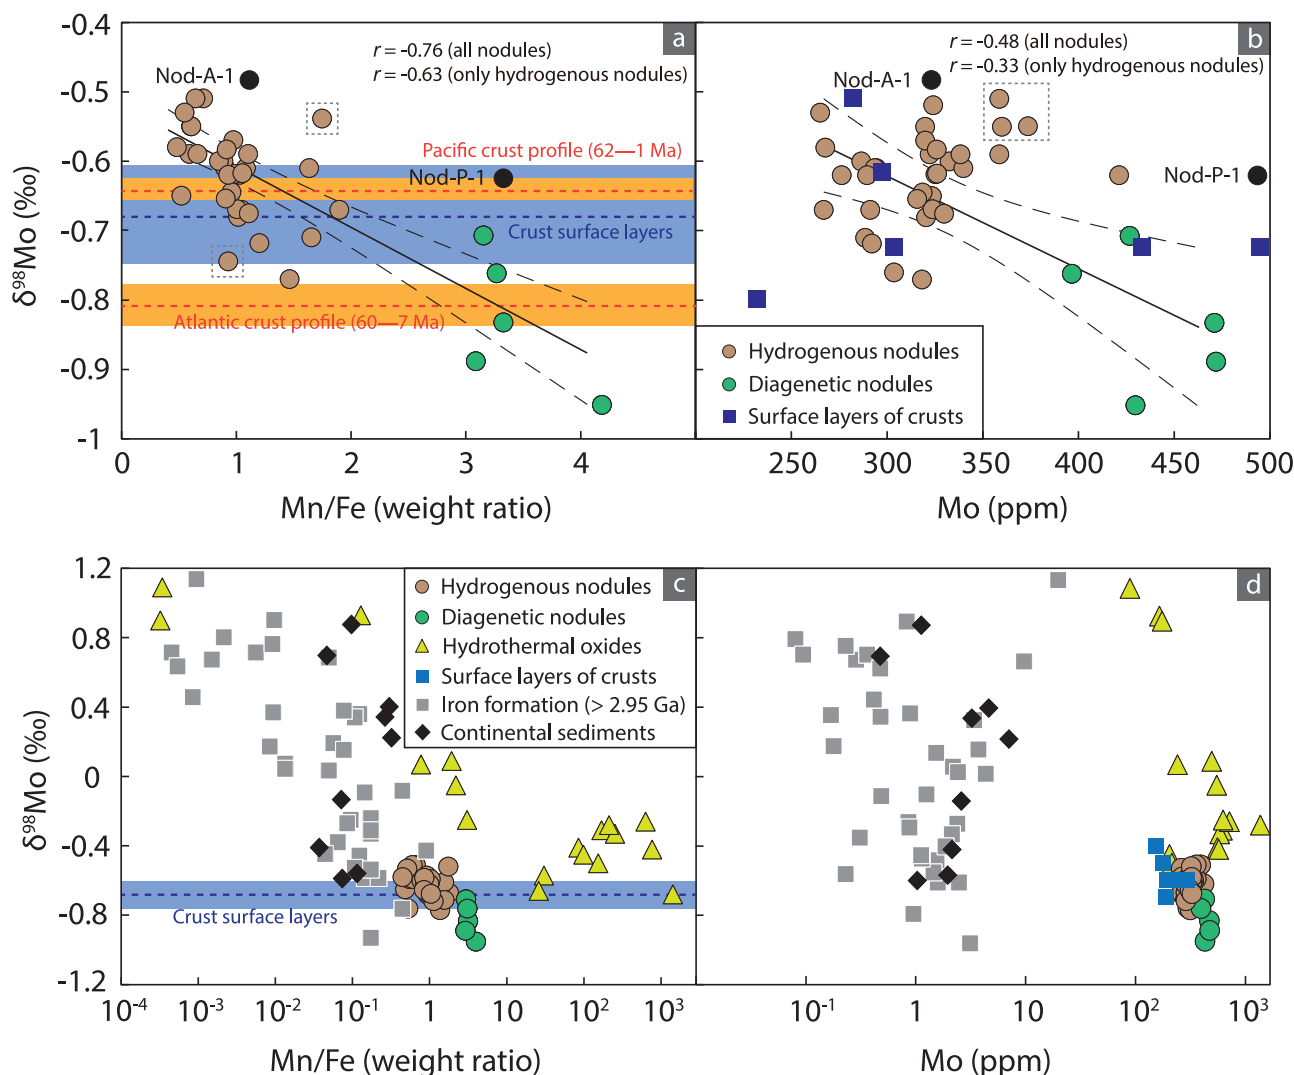 a
r = -0.76 (all nodules)
r = -0.63 (only hydrogenous nodules)
Nod-A-1
Pacific crust profile (62—1 Ma)
Nod-P-1
Crust surface layers
Atlantic crust profile (60—7 Ma)
-0.4
-0.5
-0.6
-0.7
-0.8
-0.9
-1
δ98Mo (‰)
0 1 2 3 4
Mn/Fe (weight ratio)
b
r = -0.48 (all nodules)
r = -0.33 (only hydrogenous nodules)
Nod-A-1
Nod-P-1
Hydrogenous nodules
Diagenetic nodules
Surface layers of crusts
250 300 350 400 450 500
Mo (ppm)
c
Hydrogenous nodules
Diagenetic nodules
Hydrothermal oxides
Surface layers of crusts
Iron formation (> 2.95 Ga)
Continental sediments
Crust surface layers
1.2
0.8
0.4
0
-0.4
-0.8
-1.2
δ98Mo (‰)
10-4 10-3 10-2 10-1 1 10 102 103
Mn/Fe (weight ratio)
d
10-1 1 10 102 103
Mo (ppm)